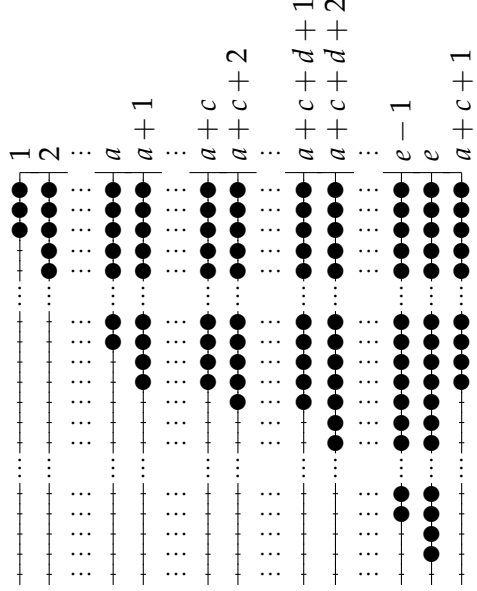 1
2
⋯
a
a + 1
⋯
a + c
a + c + 2
⋯
a + c + d + 1
a + c + d + 2
⋯
e − 1
e
a + c + 1